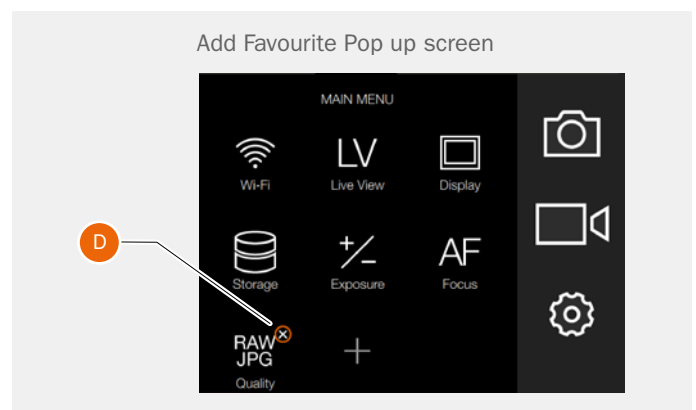 Add Favourite Pop up screen
MAIN MENU
Wi-Fi
LV
Live View
Display
D
Storage
+/-
Exposure
AF
Focus
RAW
JPG
Quality
+